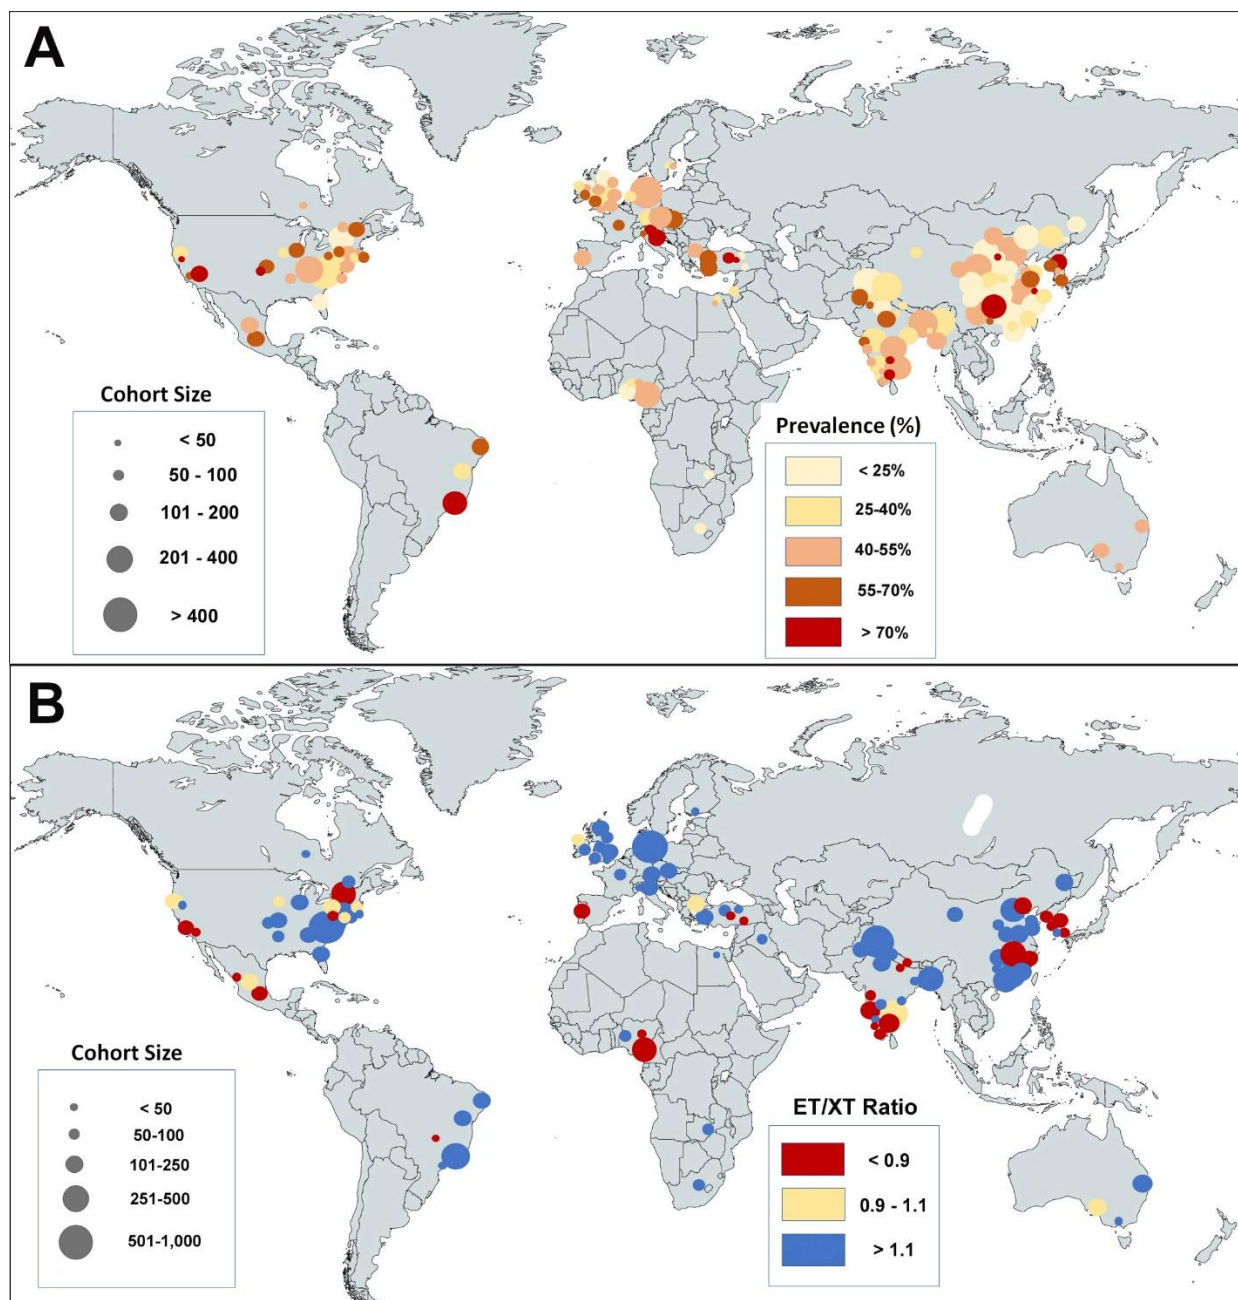 A
Cohort Size
< 50
50 - 100
101 - 200
201 - 400
> 400
Prevalence (%)
< 25%
25-40%
40-55%
55-70%
> 70%
B
Cohort Size
< 50
50-100
101-250
251-500
501-1,000
ET/XT Ratio
< 0.9
0.9 - 1.1
> 1.1